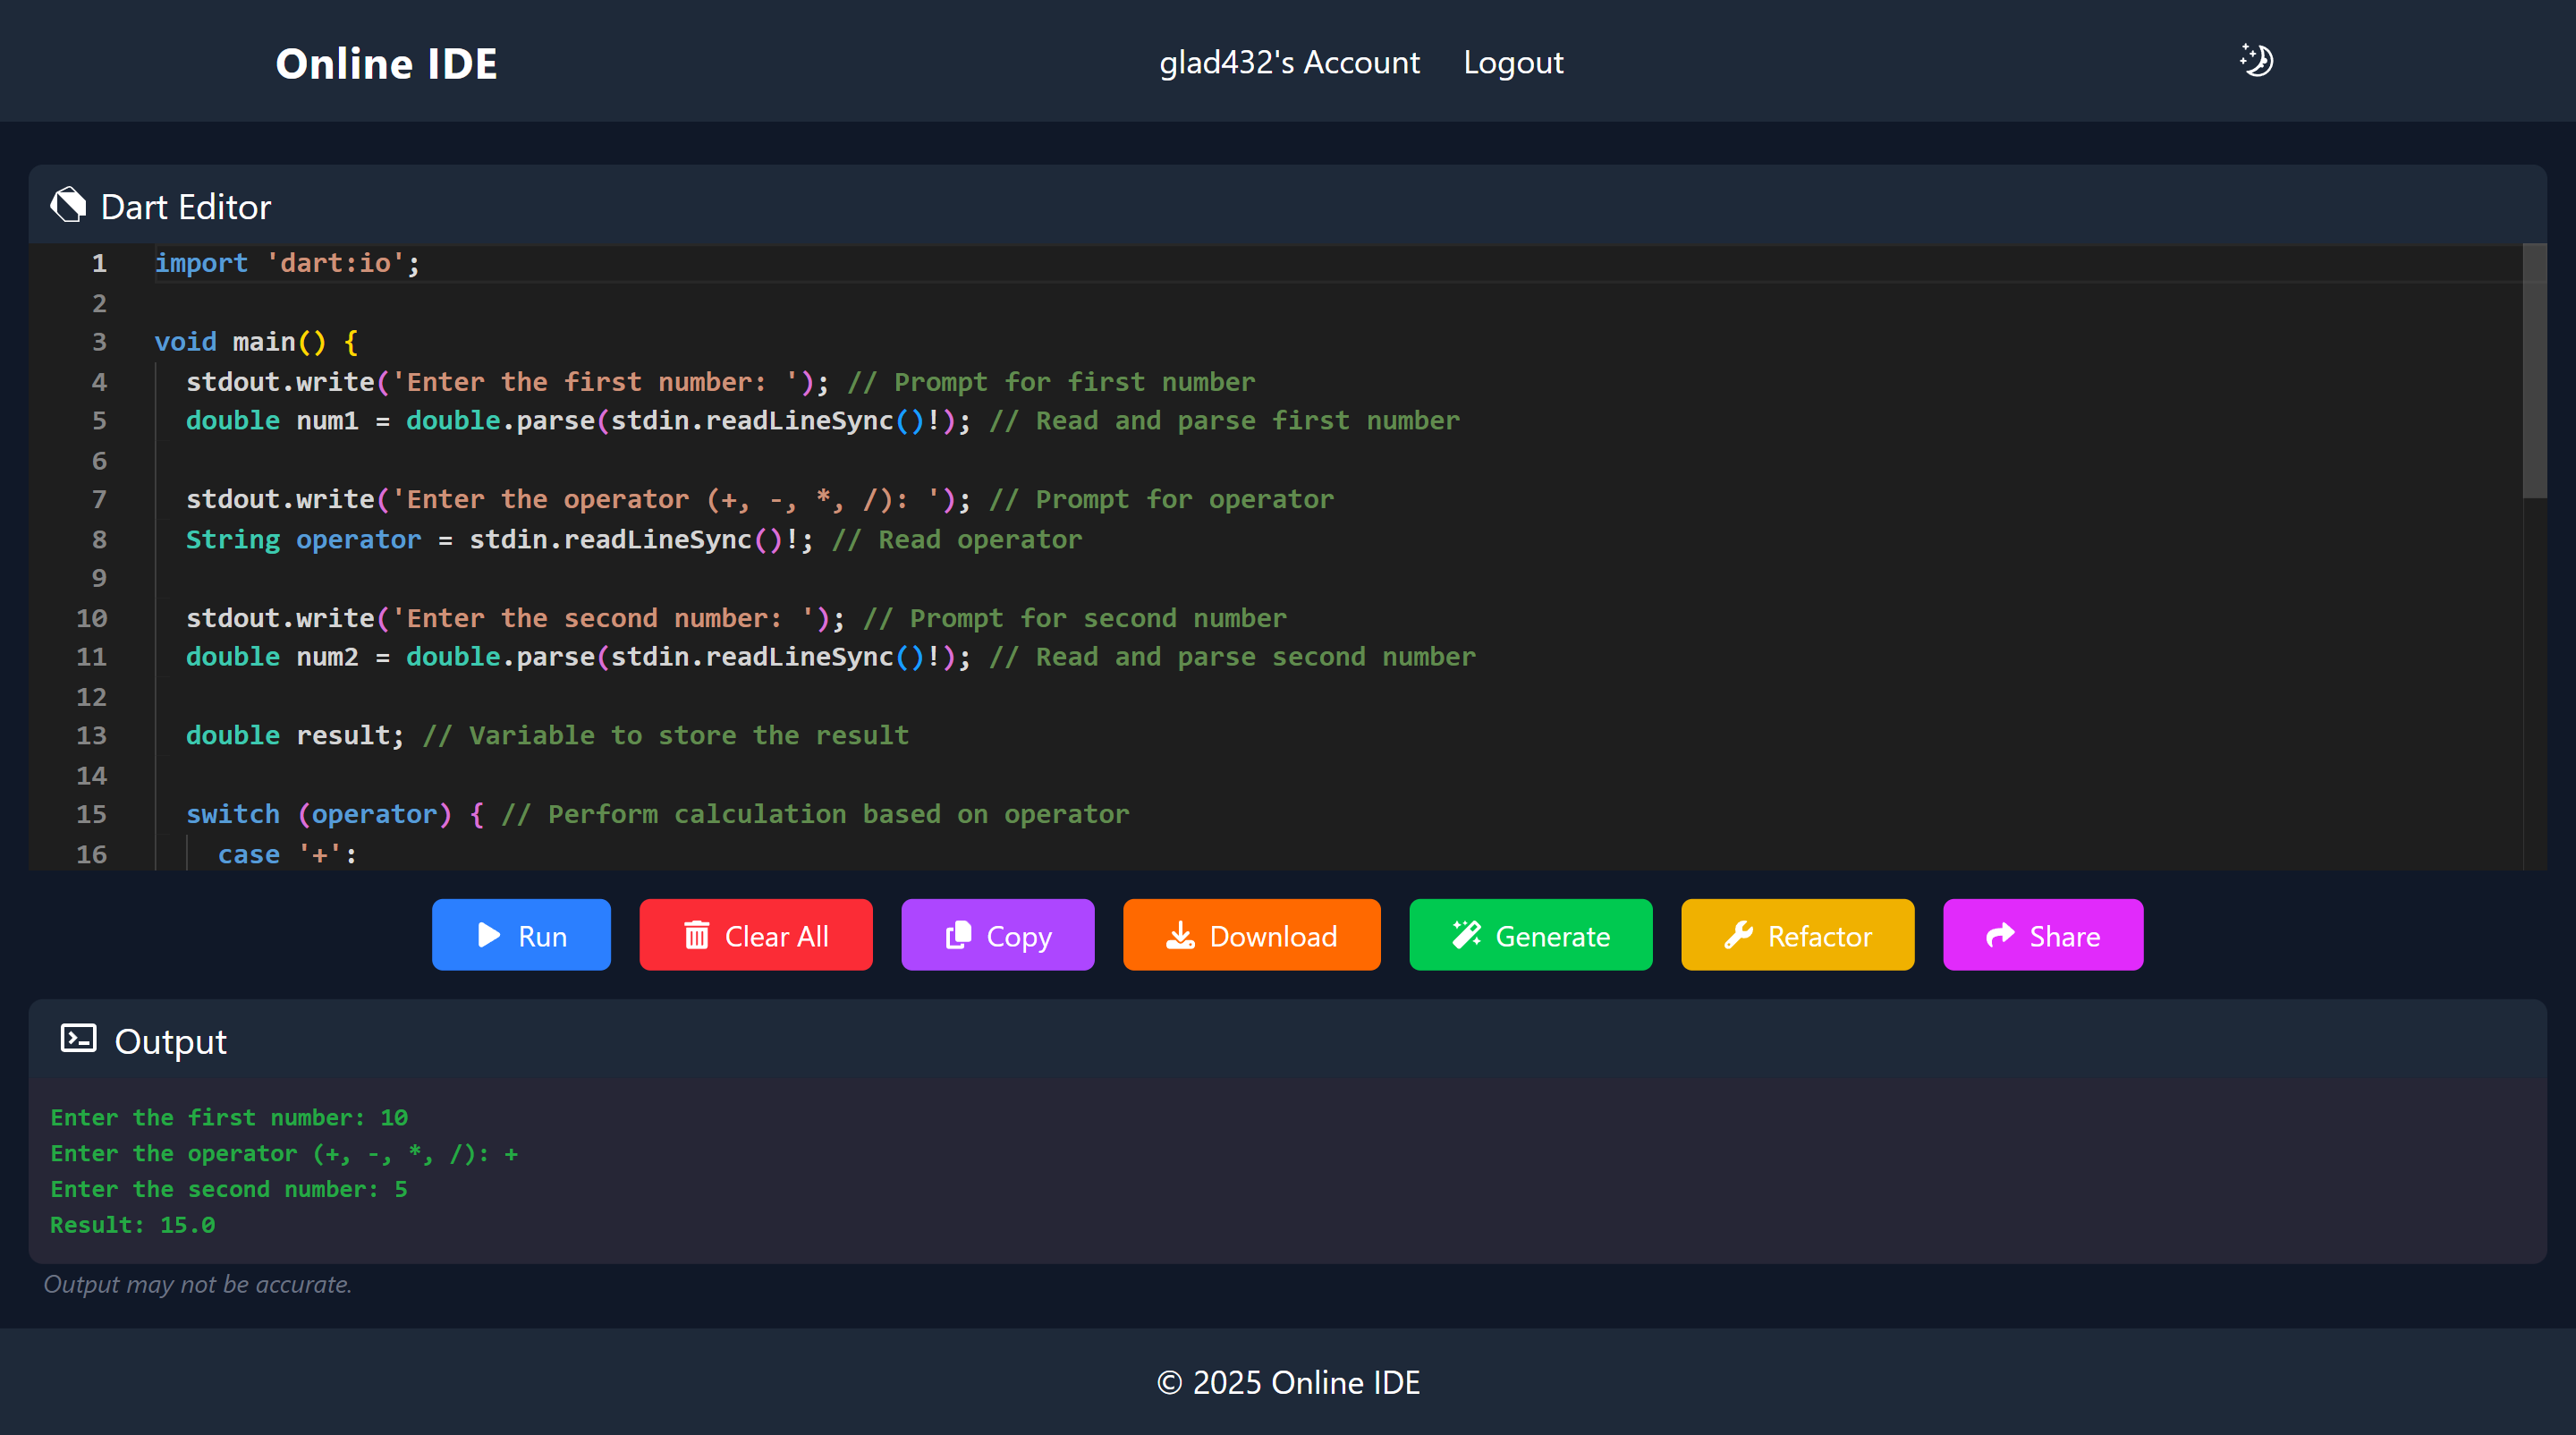 Online IDE
glad432's Account Logout
Dart Editor
1 import 'dart:io';
2
3 void main() {
4   stdout.write('Enter the first number: '); // Prompt for first number
5   double num1 = double.parse(stdin.readLineSync()!); // Read and parse first number
6
7   stdout.write('Enter the operator (+, -, *, /): '); // Prompt for operator
8   String operator = stdin.readLineSync()!; // Read operator
9
10   stdout.write('Enter the second number: '); // Prompt for second number
11   double num2 = double.parse(stdin.readLineSync()!); // Read and parse second number
12
13   double result; // Variable to store the result
14
15   switch (operator) { // Perform calculation based on operator
16     case '+':
Run Clear All Copy Download Generate Refactor Share
Output
Enter the first number: 10
Enter the operator (+, -, *, /): +
Enter the second number: 5
Result: 15.0
Output may not be accurate.
© 2025 Online IDE